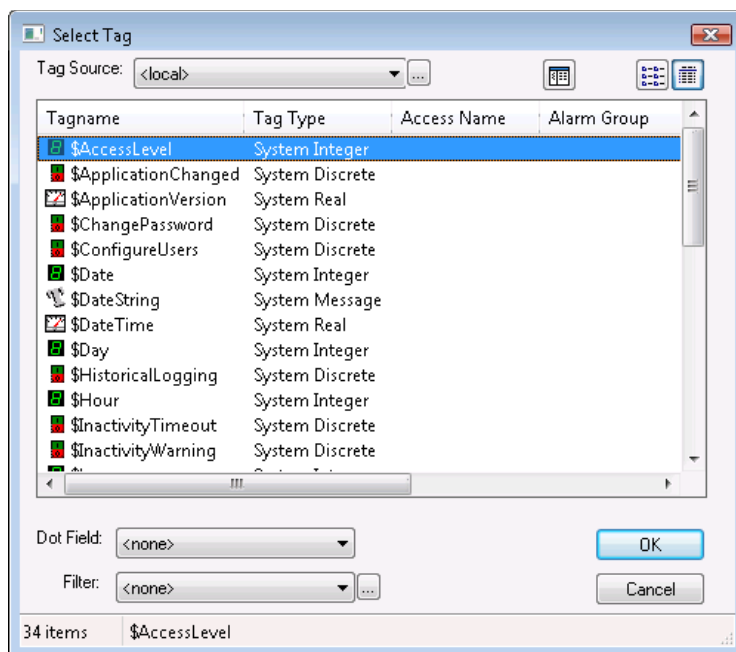 Select Tag
Tag Source: <local> ...
Tagname Tag Type Access Name Alarm Group
$AccessLevel System Integer
$ApplicationChanged System Discrete
$ApplicationVersion System Real
$ChangePassword System Discrete
$ConfigureUsers System Discrete
$Date System Integer
$DateString System Message
$DateTime System Real
$Day System Integer
$HistoricalLogging System Discrete
$Hour System Integer
$InactivityTimeout System Discrete
$InactivityWarning System Discrete
Dot Field: <none>
OK
Filter: <none> ...
Cancel
34 items $AccessLevel